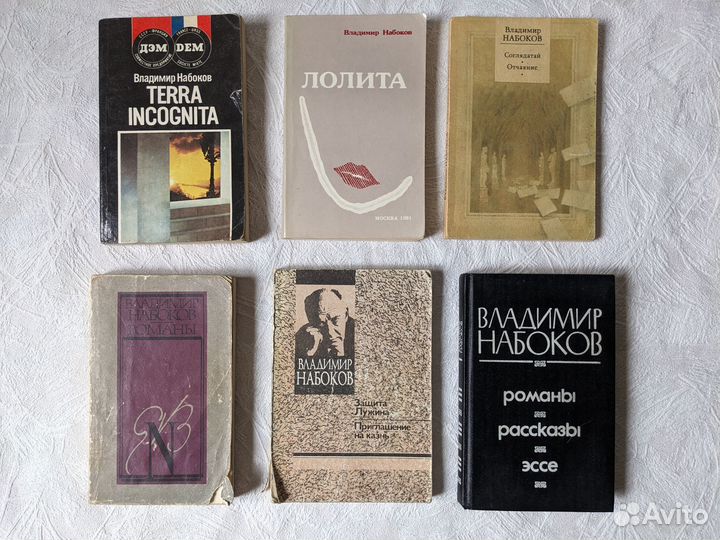 ДЭМ DEM
Владимир Набоков
TERRA
INCOGNITA
Владимир Набоков
ЛОЛИТА
МОСКВА 1991
Владимир
НАБОКОВ
Соглядатай
Отчаяние
ВЛАДИМИР
НАБОКОВ
РОМАНЫ
N
ВЛАДИМИР
НАБОКОВ
Защита
Лужина
Приглашение
на казнь
ВЛАДИМИР
НАБОКОВ
романы
рассказы
эссе
Avito